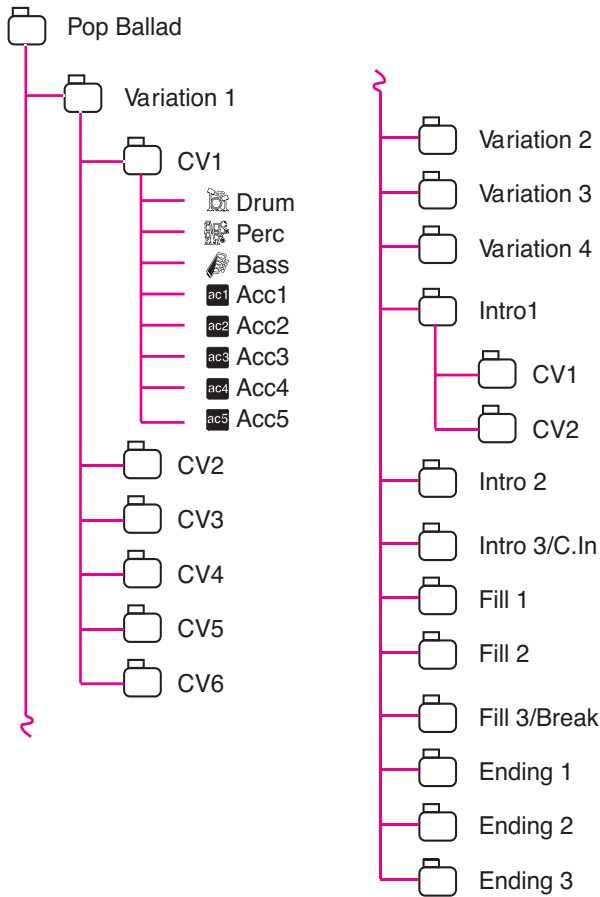 Pop Ballad
Variation 1
CV1
Drum
Perc
Bass
ac1 Acc1
ac2 Acc2
ac3 Acc3
ac4 Acc4
ac5 Acc5
CV2
CV3
CV4
CV5
CV6
Variation 2
Variation 3
Variation 4
Intro1
CV1
CV2
Intro 2
Intro 3/C.In
Fill 1
Fill 2
Fill 3/Break
Ending 1
Ending 2
Ending 3